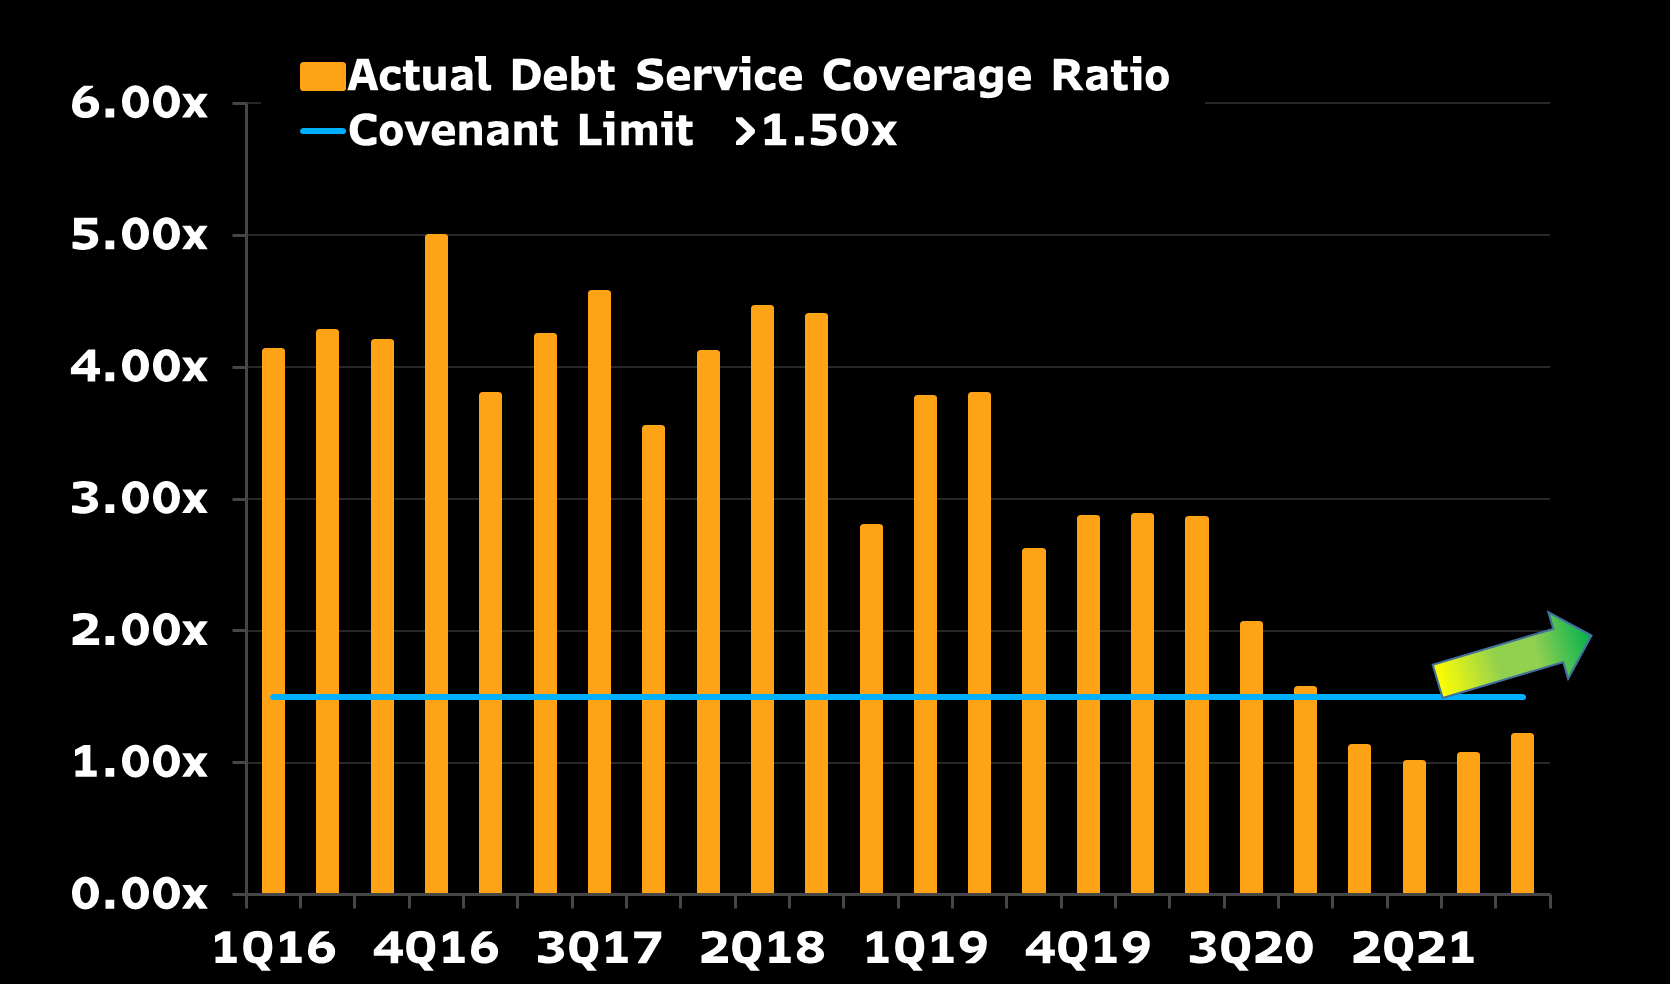 Actual Debt Service Coverage Ratio
Covenant Limit >1.50x
6.00x
5.00x
4.00x
3.00x
2.00x
1.00x
0.00x
1Q16 4Q16 3Q17 2Q18 1Q19 4Q19 3Q20 2Q21